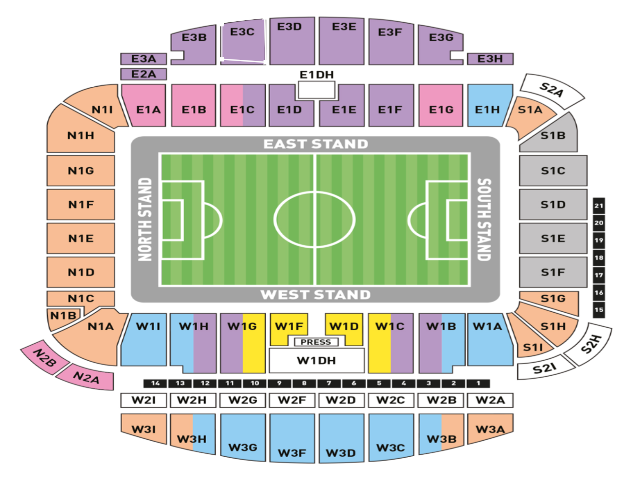 E3B E3C E3D E3E E3F E3G
E3A E3H
E2A E1DH
S2A
N1I E1A E1B E1C E1D E1E E1F E1G E1H S1A
N1H S1B
EAST STAND
N1G S1C
N1F S1D 21
NORTH STAND SOUTH STAND
20
N1E S1E 19
18
N1D S1F 17
WEST STAND
N1C S1G 16
N1B 15
N1A W1I W1H W1G W1F W1D W1C W1B W1A S1H
PRESS
S1I S2H
N2B W1DH S2I
N2A
14 13 12 11 10 9 8 7 6 5 4 3 2 1
W2I W2H W2G W2F W2D W2C W2B W2A
W3I W3H W3G W3F W3D W3C W3B W3A